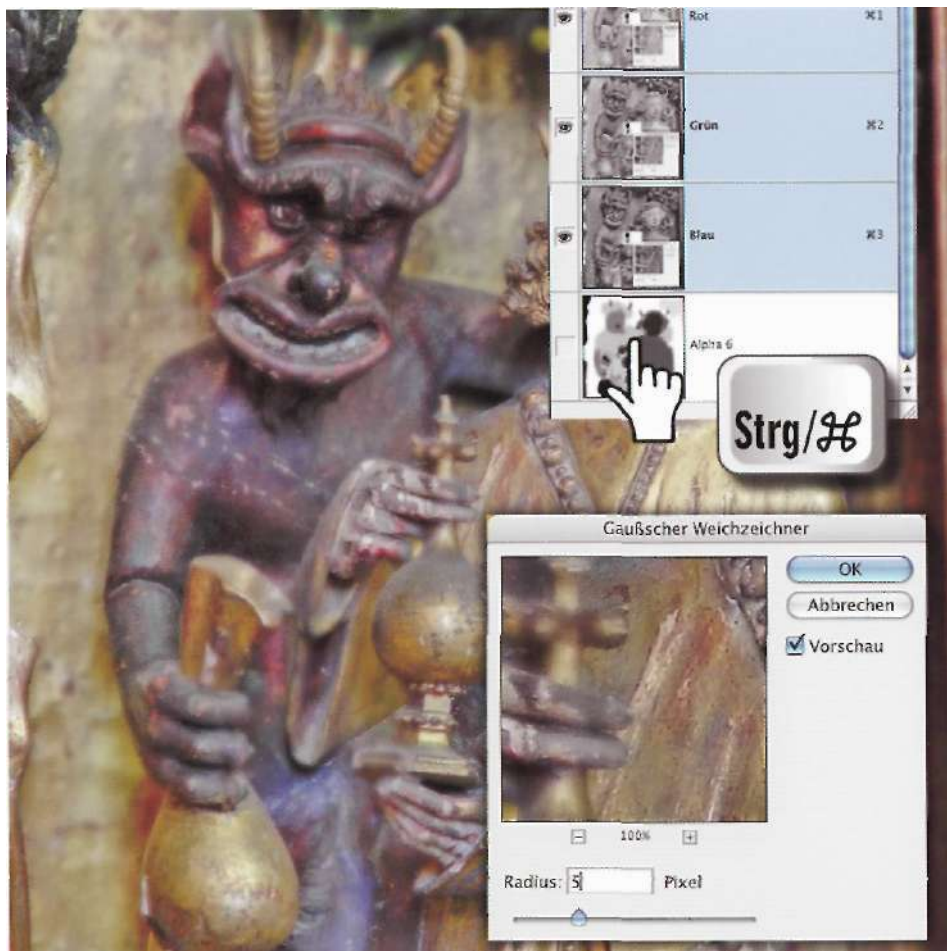 Rot ⌘1
Grün ⌘2
Blau ⌘3
Alpha 6
Strg/⌘
Gaußscher Weichzeichner
OK
Abbrechen
Vorschau
100%
Radius: 5 Pixel